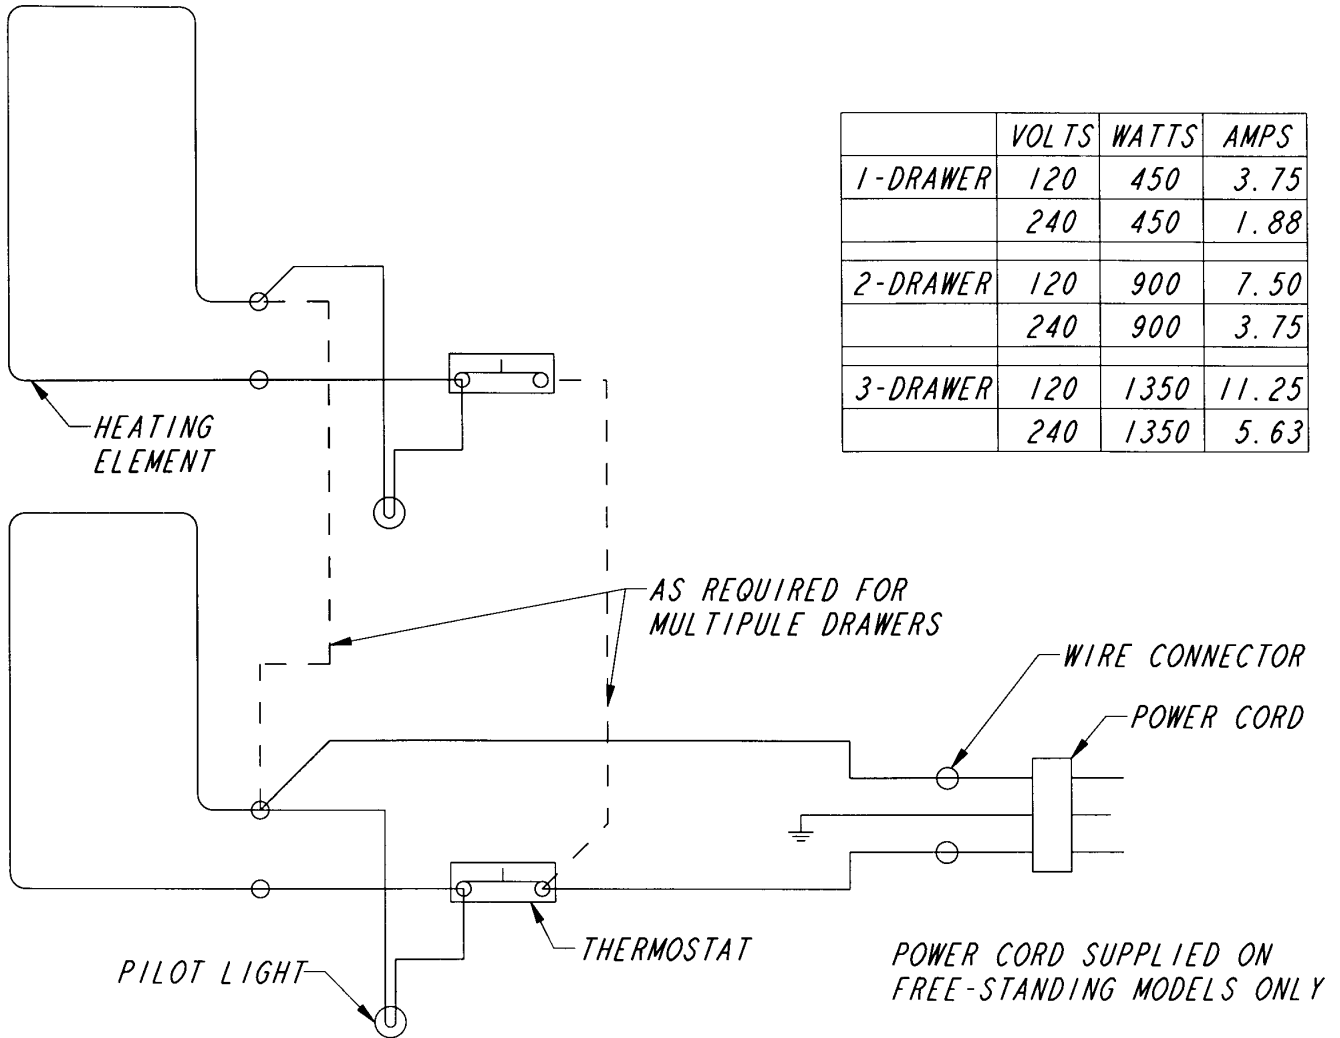 VOLTS WATTS AMPS
1-DRAWER 120 450 3.75
240 450 1.88
2-DRAWER 120 900 7.50
240 900 3.75
3-DRAWER 120 1350 11.25
240 1350 5.63
HEATING
ELEMENT
AS REQUIRED FOR
MULTIPULE DRAWERS
WIRE CONNECTOR
POWER CORD
THERMOSTAT
PILOT LIGHT
POWER CORD SUPPLIED ON
FREE-STANDING MODELS ONLY